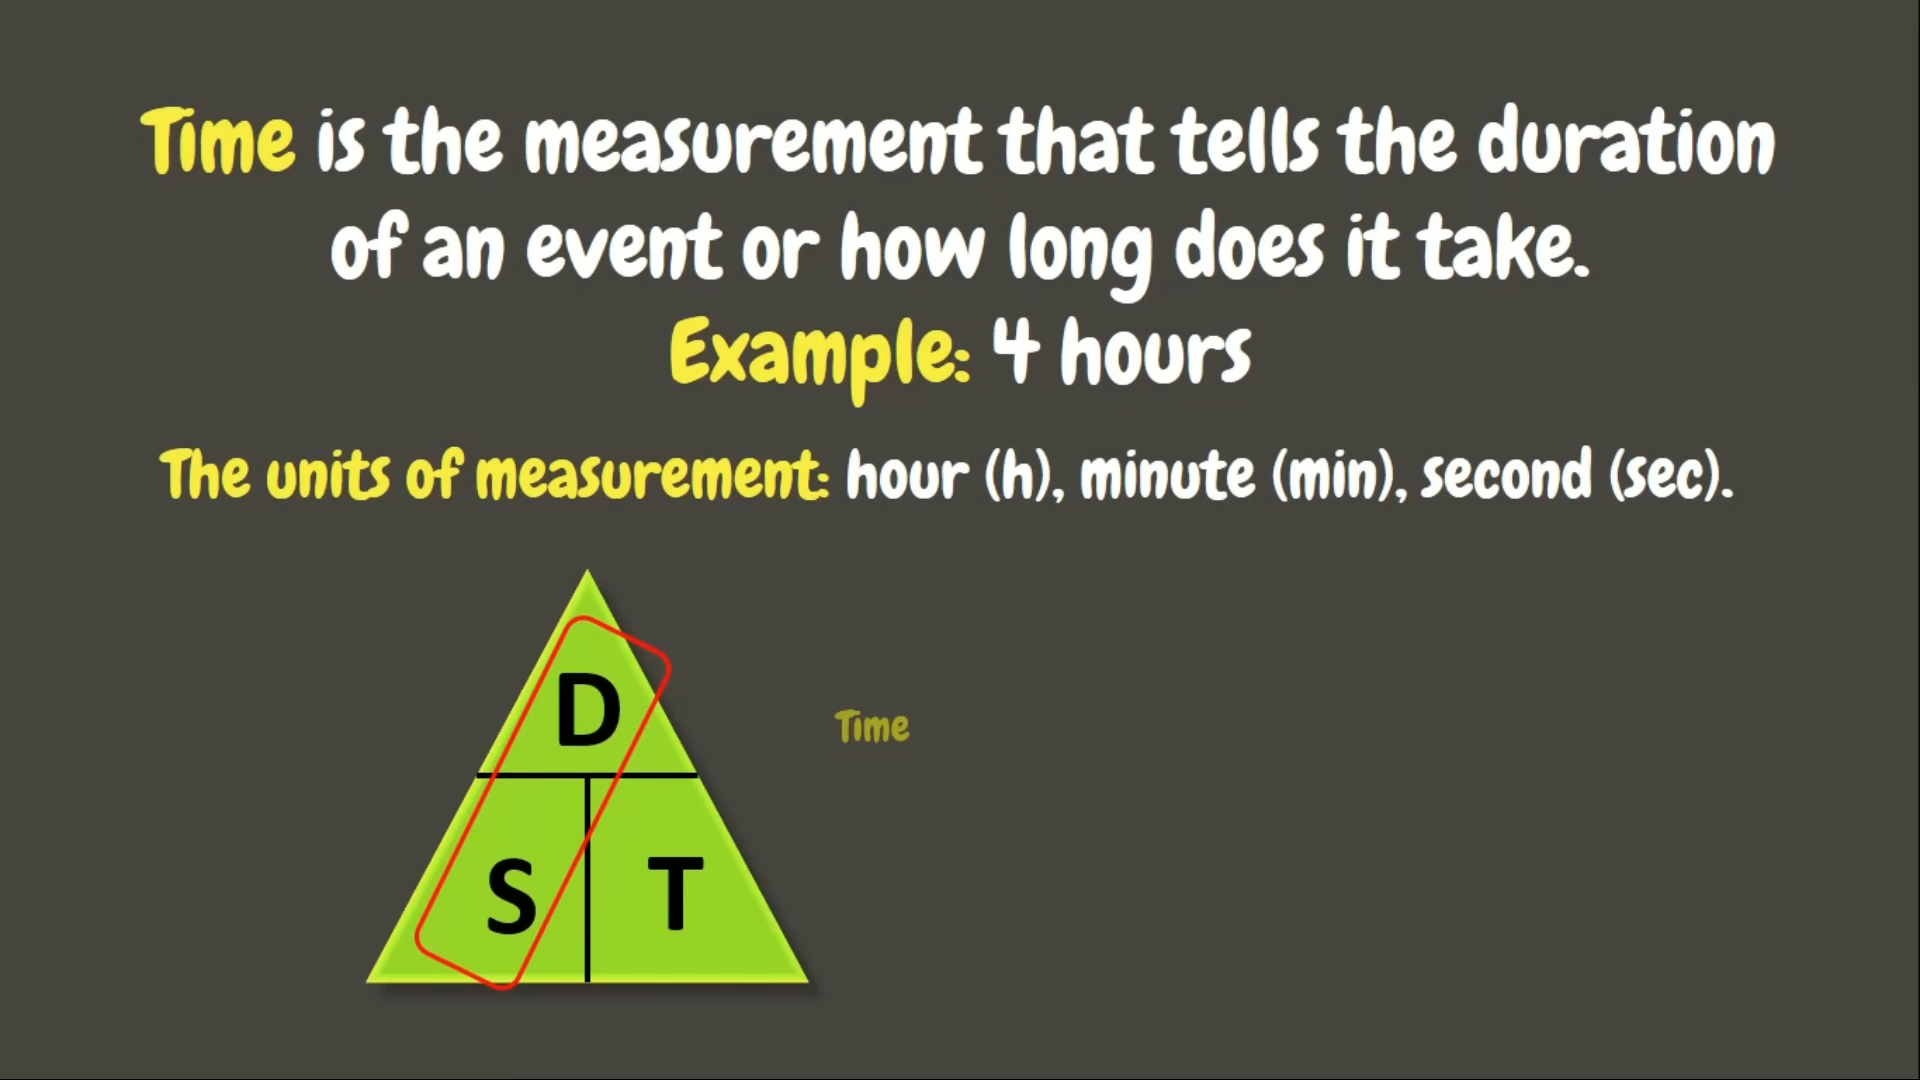 Time is the measurement that tells the duration
of an event or how long does it take.
Example: 4 hours
The units of measurement: hour (h), minute (min), second (sec).
D
Time
S T